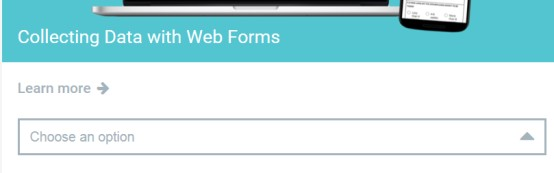 Collecting Data with Web Forms
Learn more →
Choose an option